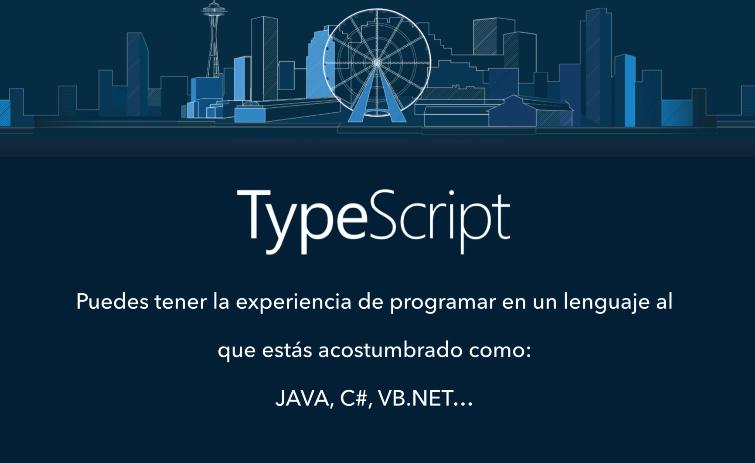 TypeScript
Puedes tener la experiencia de programar en un lenguaje al
que estás acostumbrado como:
JAVA, C#, VB.NET...